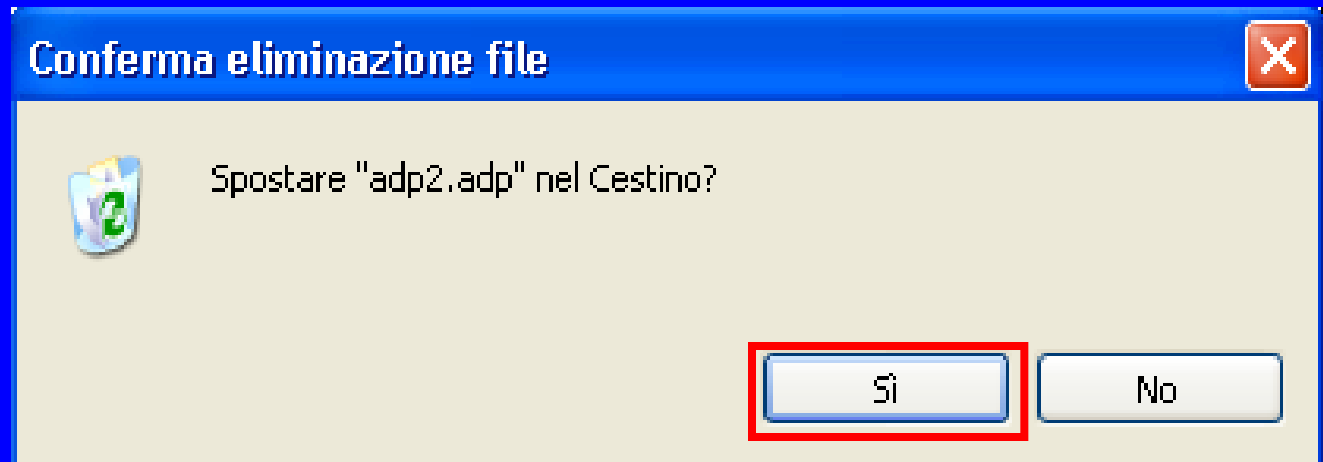 Conferma eliminazione file
Spostare "adp2.adp" nel Cestino?
Sì
No